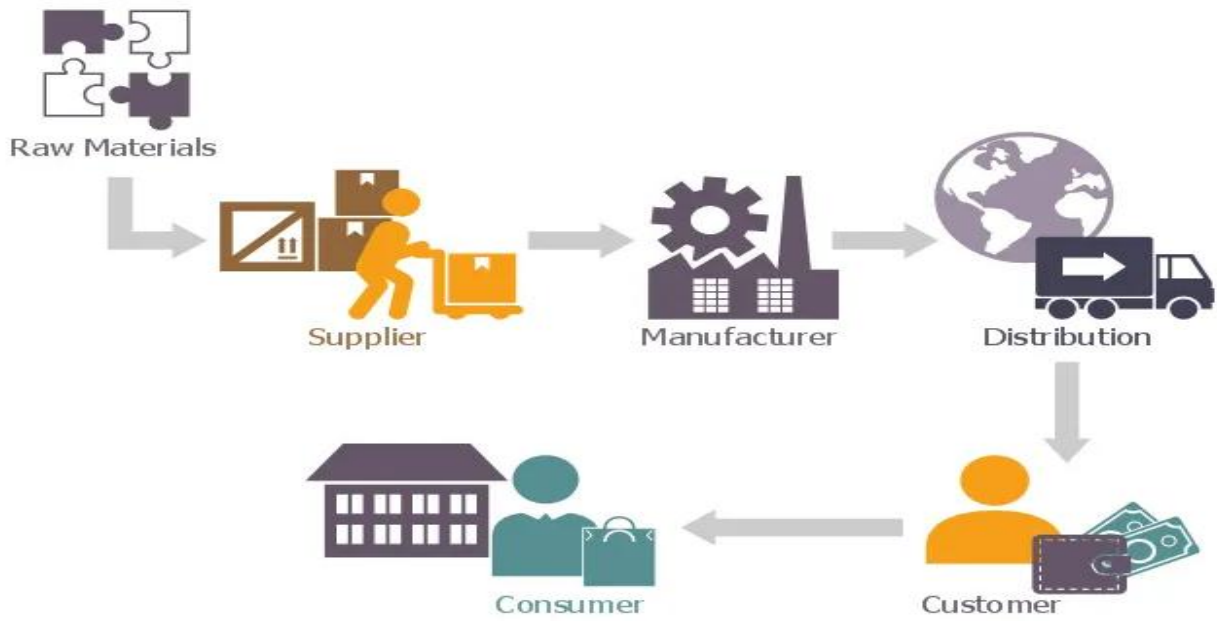 Raw Materials
Supplier
Manufacturer
Distribution
Customer
Consumer